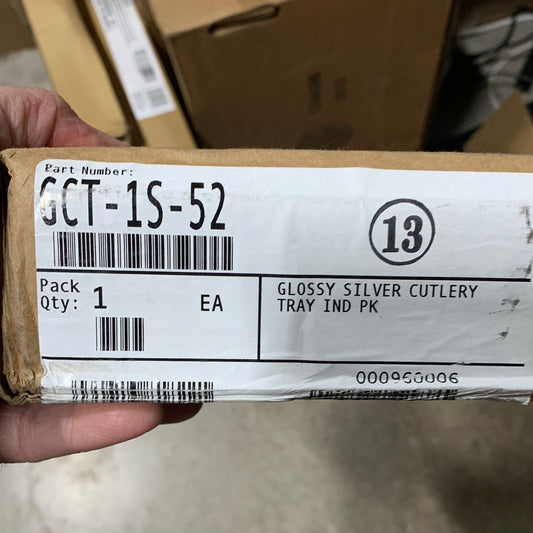 Part Number:
GCT-1S-52
13
Pack
Qty: 1 EA
GLOSSY SILVER CUTLERY
TRAY IND PK
000960006